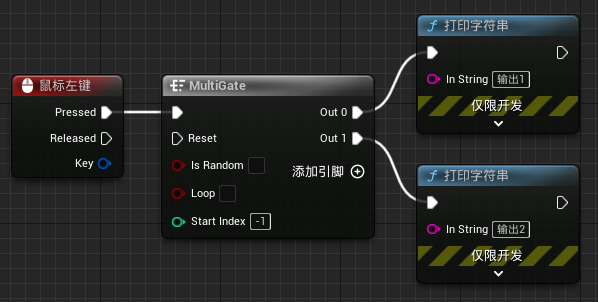 鼠标左键
Pressed
Released
Key
MultiGate
Out 0
Reset
Out 1
Is Random
添加引脚
Loop
Start Index -1
打印字符串
In String 输出1
仅限开发
打印字符串
In String 输出2
仅限开发